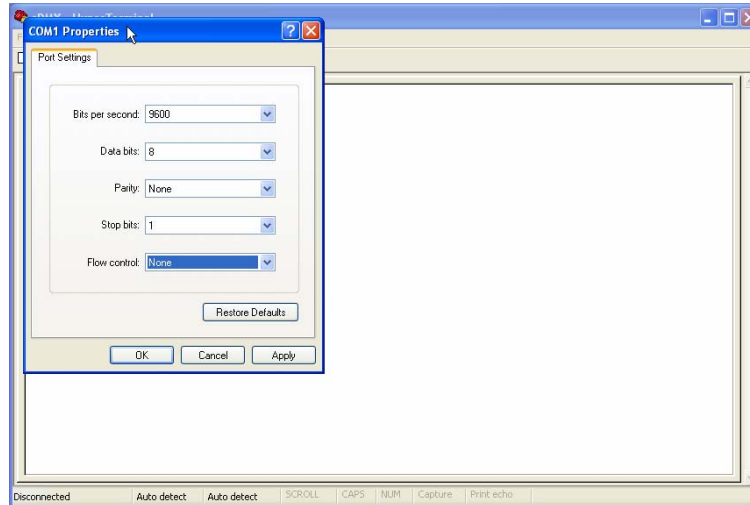 HyperTerminal
COM1 Properties
Port Settings
Bits per second: 9600
Data bits: 8
Parity: None
Stop bits: 1
Flow control: None
Restore Defaults
OK Cancel Apply
Disconnected Auto detect Auto detect SCROLL CAPS NUM Capture Print echo